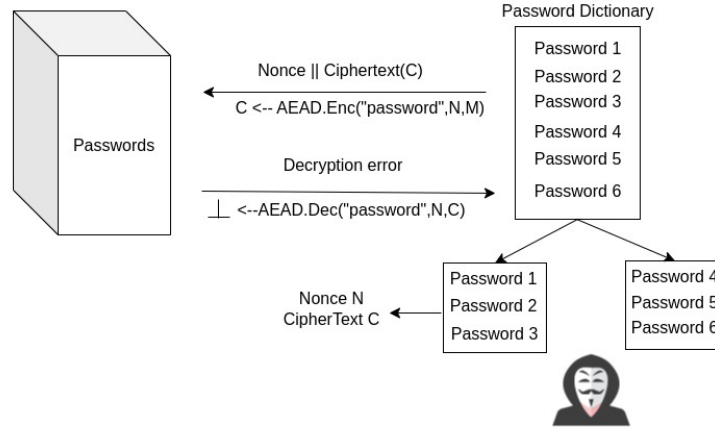 Password Dictionary
Nonce || Ciphertext(C)
C <-- AEAD.Enc("password",N,M)
Passwords
Decryption error
⊥ <--AEAD.Dec("password",N,C)
Password 1
Password 2
Password 3
Password 4
Password 5
Password 6
Nonce N
CipherText C
Password 1
Password 2
Password 3
Password 4
Password 5
Password 6